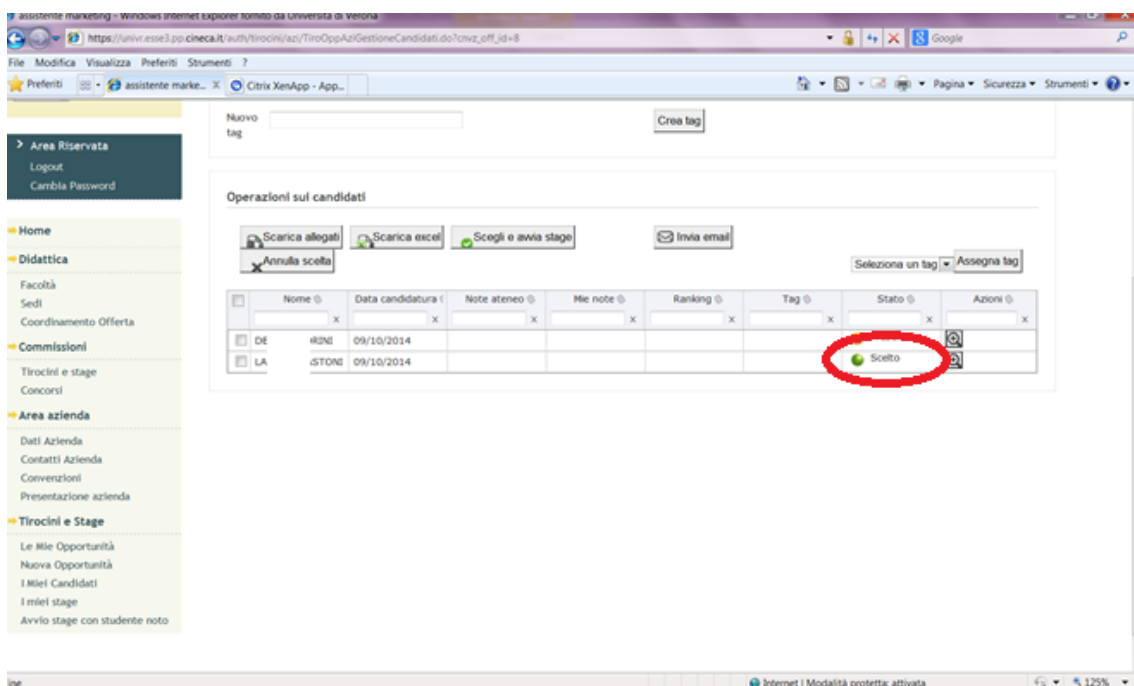 assistente marketing - Windows Internet Explorer fornito da Università di Verona
https://univr.esse3.pp.cineca.it/auth/tirocini/azi/TiroOppAziGestioneCandidati.do?cnvz_off_id=8
Google
File Modifica Visualizza Preferiti Strumenti ?
Preferiti assistente marke... X Citrix XenApp - App... Pagina Sicurezza Strumenti
Nuovo
tag
Crea tag
Area Riservata
Logout
Cambia Password
Operazioni sui candidati
Home
Scarica allegati Scarica excel Scegli e avvia stage Invia email
Didattica
Annulla scelta Seleziona un tag Assegna tag
Facoltà
Sedi
Coordinamento Offerta
Nome Data candidatura Note ateneo Mie note Ranking Tag Stato Azioni
x x x x x x x x
DE RINI 09/10/2014
LA STONI 09/10/2014 Scelto
Commissioni
Tirocini e stage
Concorsi
Area azienda
Dati Azienda
Contatti Azienda
Convenzioni
Presentazione azienda
Tirocini e Stage
Le Mie Opportunità
Nuova Opportunità
I Miei Candidati
I miei stage
Avvio stage con studente noto
ine Internet | Modalità protetta: attivata 125%